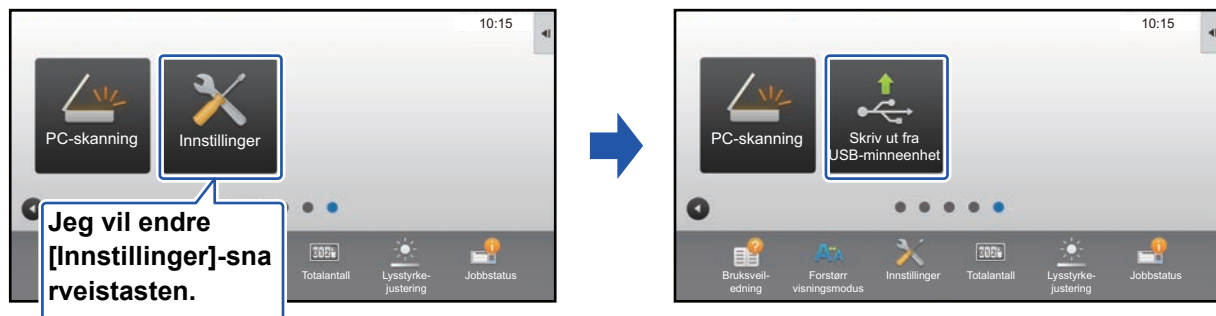 10:15
PC-skanning
Innstillinger
Jeg vil endre
[Innstillinger]-sna
rveistasten.
Totalantall
Lysstyrke-
justering
Jobbstatus
10:15
PC-skanning
Skriv ut fra
USB-minneenhet
Bruksveil-
edning
Forstørr
visningsmodus
Innstillinger
Totalantall
Lysstyrke-
justering
Jobbstatus